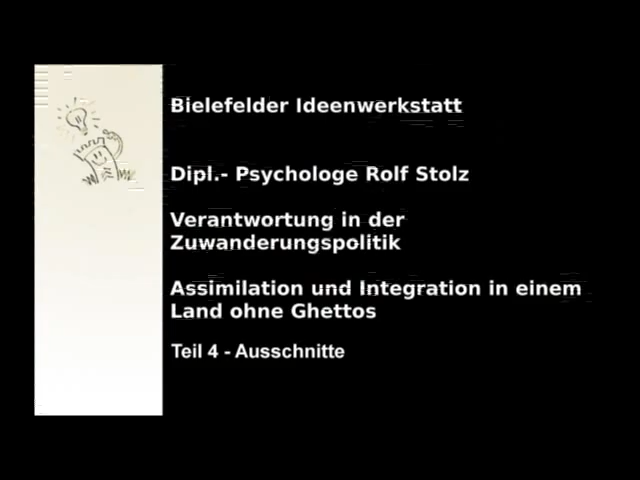 Bielefelder Ideenwerkstatt
Dipl.- Psychologe Rolf Stolz
Verantwortung in der
Zuwanderungspolitik
Assimilation und Integration in einem
Land ohne Ghettos
Teil 4 - Ausschnitte